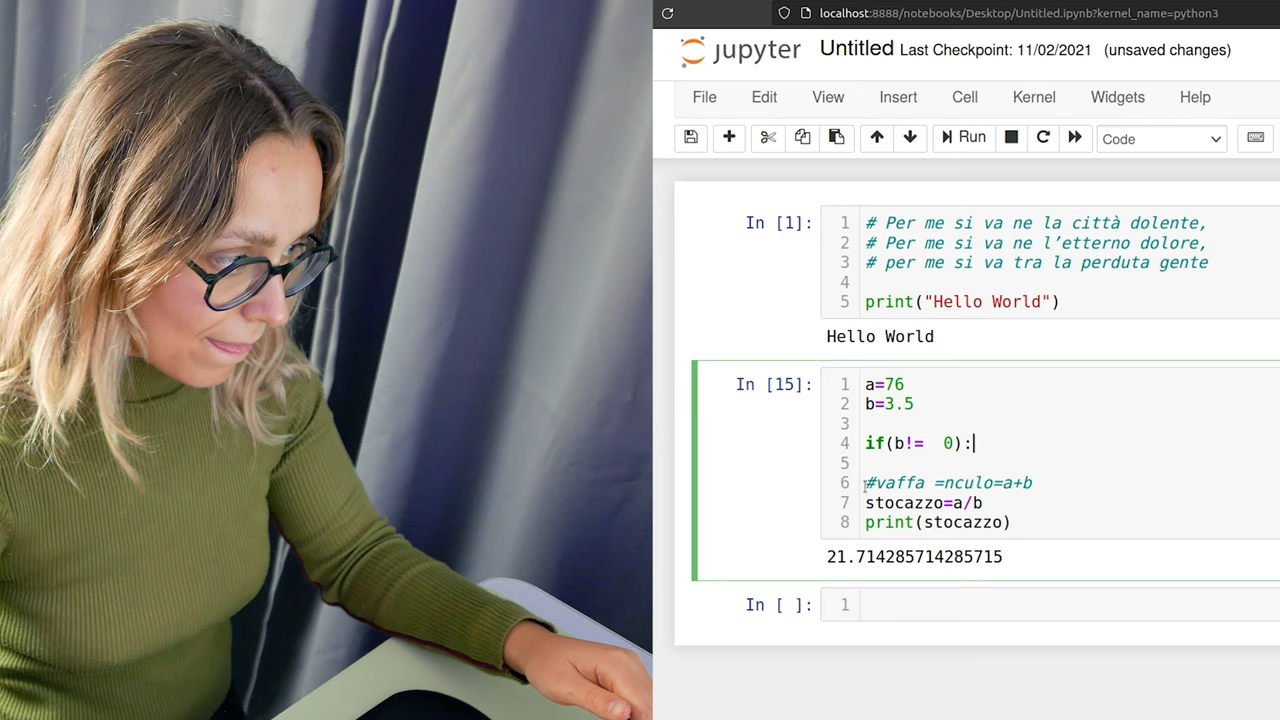 localhost:8888/notebooks/Desktop/Untitled.ipynb?kernel_name=python3
jupyter Untitled Last Checkpoint: 11/02/2021 (unsaved changes)
File Edit View Insert Cell Kernel Widgets Help
Run Code
In [1]:
1 # Per me si va ne la città dolente,
2 # Per me si va ne l’etterno dolore,
3 # per me si va tra la perduta gente
4
5 print("Hello World")
Hello World
In [15]:
1 a=76
2 b=3.5
3
4 if(b!=  0):
5
6 #vaffa =nculo=a+b
7 stocazzo=a/b
8 print(stocazzo)
21.714285714285715
In [ ]: 1